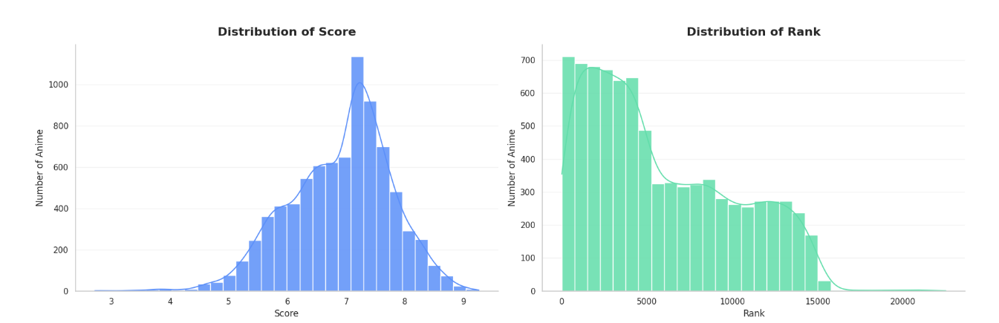 Distribution of Score
Number of Anime
1000
800
600
400
200
0
3 4 5 6 7 8 9
Score
Distribution of Rank
Number of Anime
700
600
500
400
300
200
100
0
0 5000 10000 15000 20000
Rank